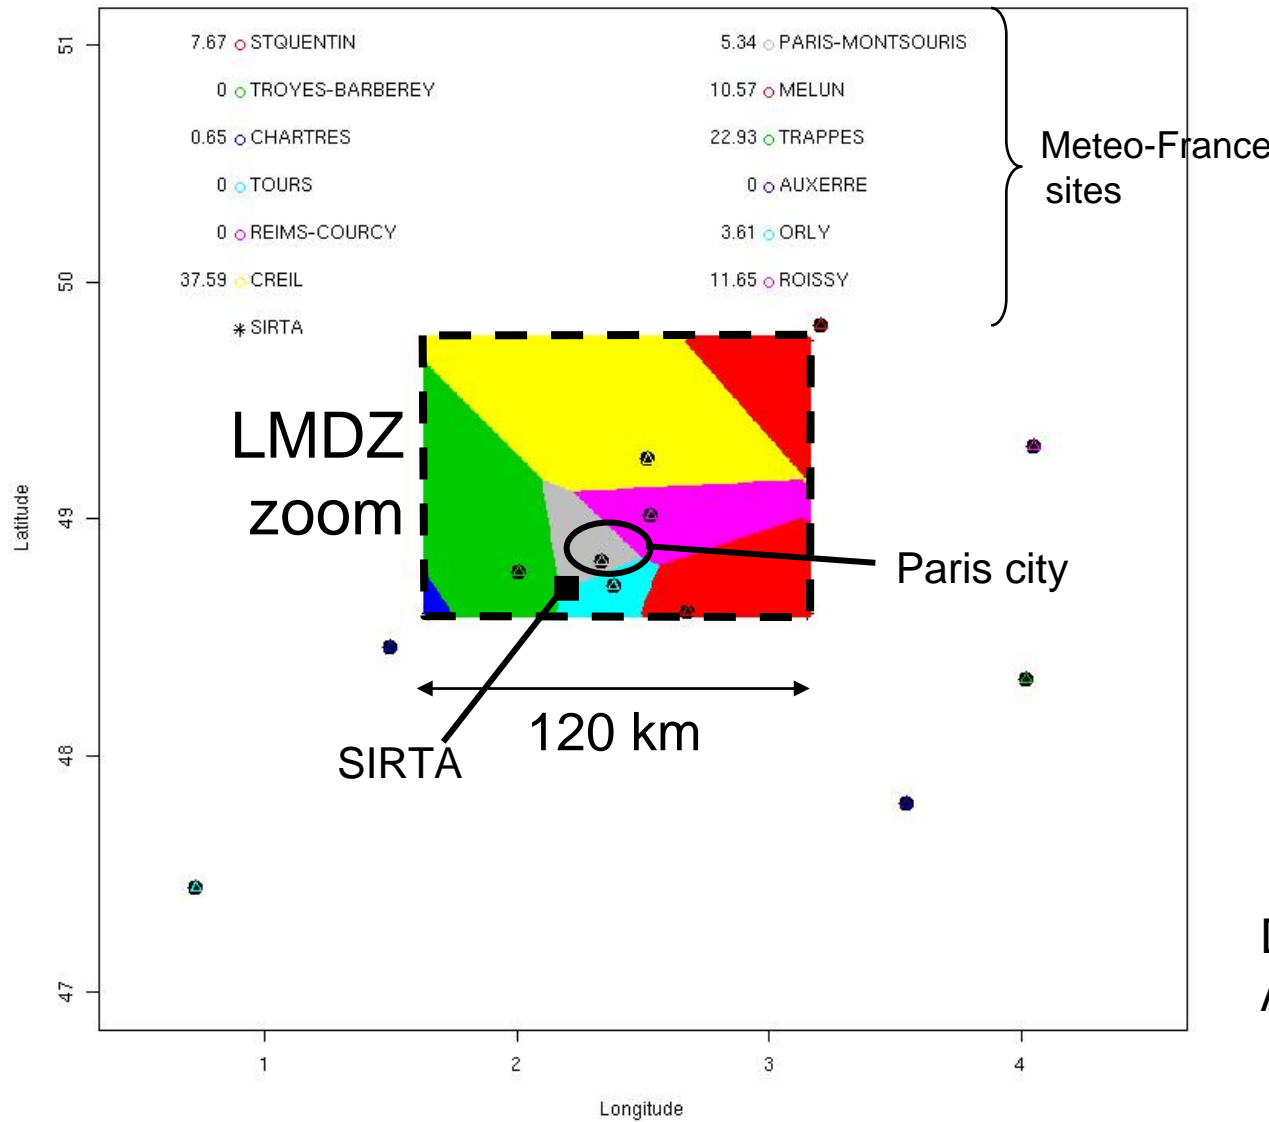 51
7.67 STQUENTIN
5.34 PARIS-MONTSOURIS
0 TROYES-BARBEREY
10.57 MELUN
0.65 CHARTRES
22.93 TRAPPES
Meteo-France
sites
0 TOURS
0 AUXERRE
0 REIMS-COURCY
3.61 ORLY
50
37.59 CREIL
11.65 ROISSY
SIRTA
LMDZ
zoom
Latitude
49
Paris city
120 km
SIRTA
48
47
1 2 3 4
Longitude